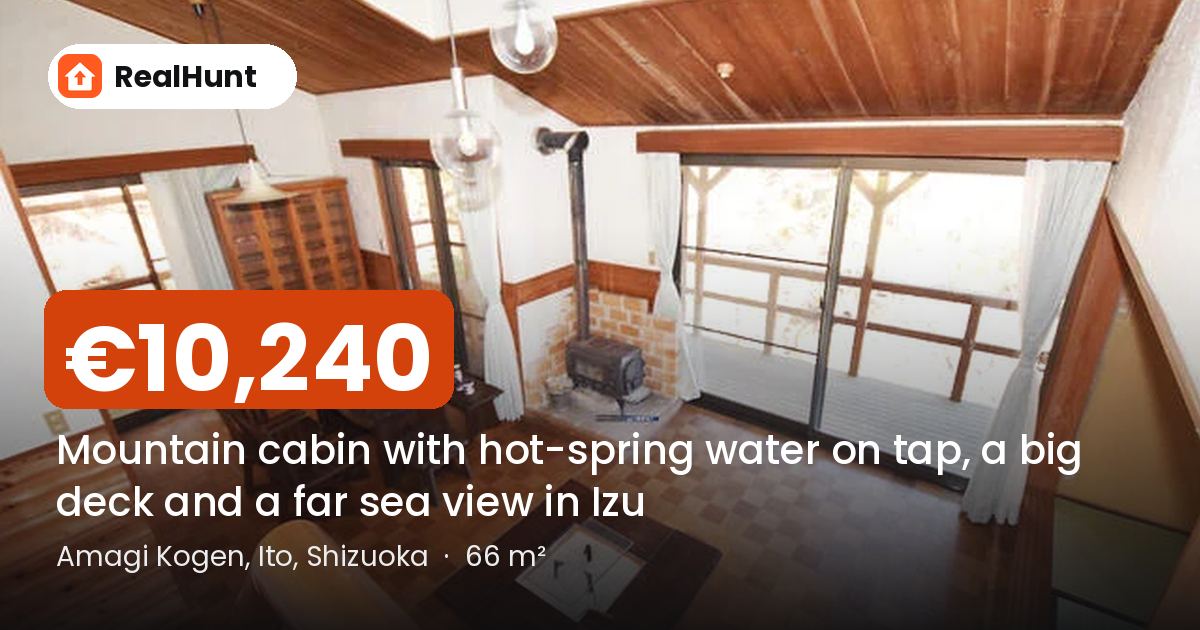 RealHunt
€10,240
Mountain cabin with hot-spring water on tap, a big
deck and a far sea view in Izu
Amagi Kogen, Ito, Shizuoka · 66 m²